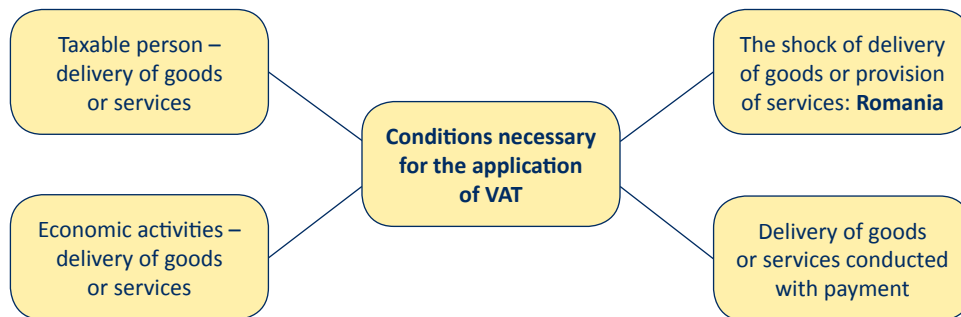 Taxable person –
delivery of goods
or services
The shock of delivery
of goods or provision
of services: Romania
Conditions necessary
for the application
of VAT
Economic activities –
delivery of goods
or services
Delivery of goods
or services conducted
with payment